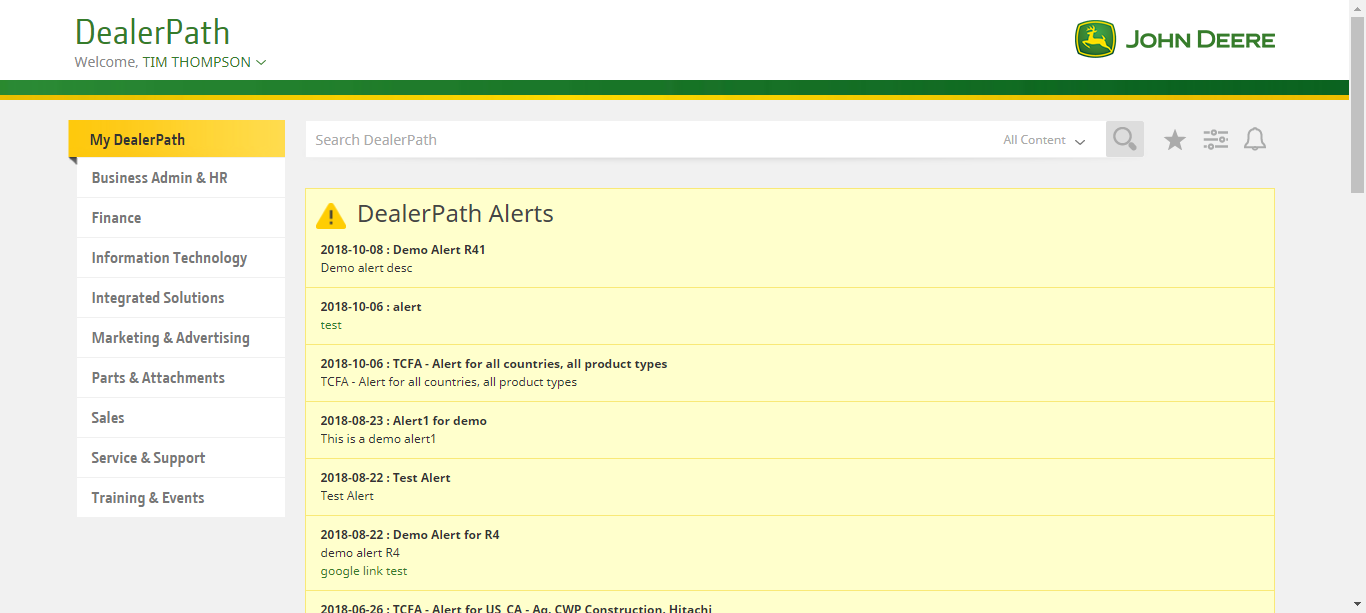 DealerPath
Welcome, TIM THOMPSON
JOHN DEERE
My DealerPath
Business Admin & HR
Finance
Information Technology
Integrated Solutions
Marketing & Advertising
Parts & Attachments
Sales
Service & Support
Training & Events
Search DealerPath
All Content
DealerPath Alerts
2018-10-08 : Demo Alert R41
Demo alert desc
2018-10-06 : alert
test
2018-10-06 : TCFA - Alert for all countries, all product types
TCFA - Alert for all countries, all product types
2018-08-23 : Alert1 for demo
This is a demo alert1
2018-08-22 : Test Alert
Test Alert
2018-08-22 : Demo Alert for R4
demo alert R4
google link test
2018-06-26 : TCFA - Alert for US_CA - Ag, CWP Construction, Hitachi